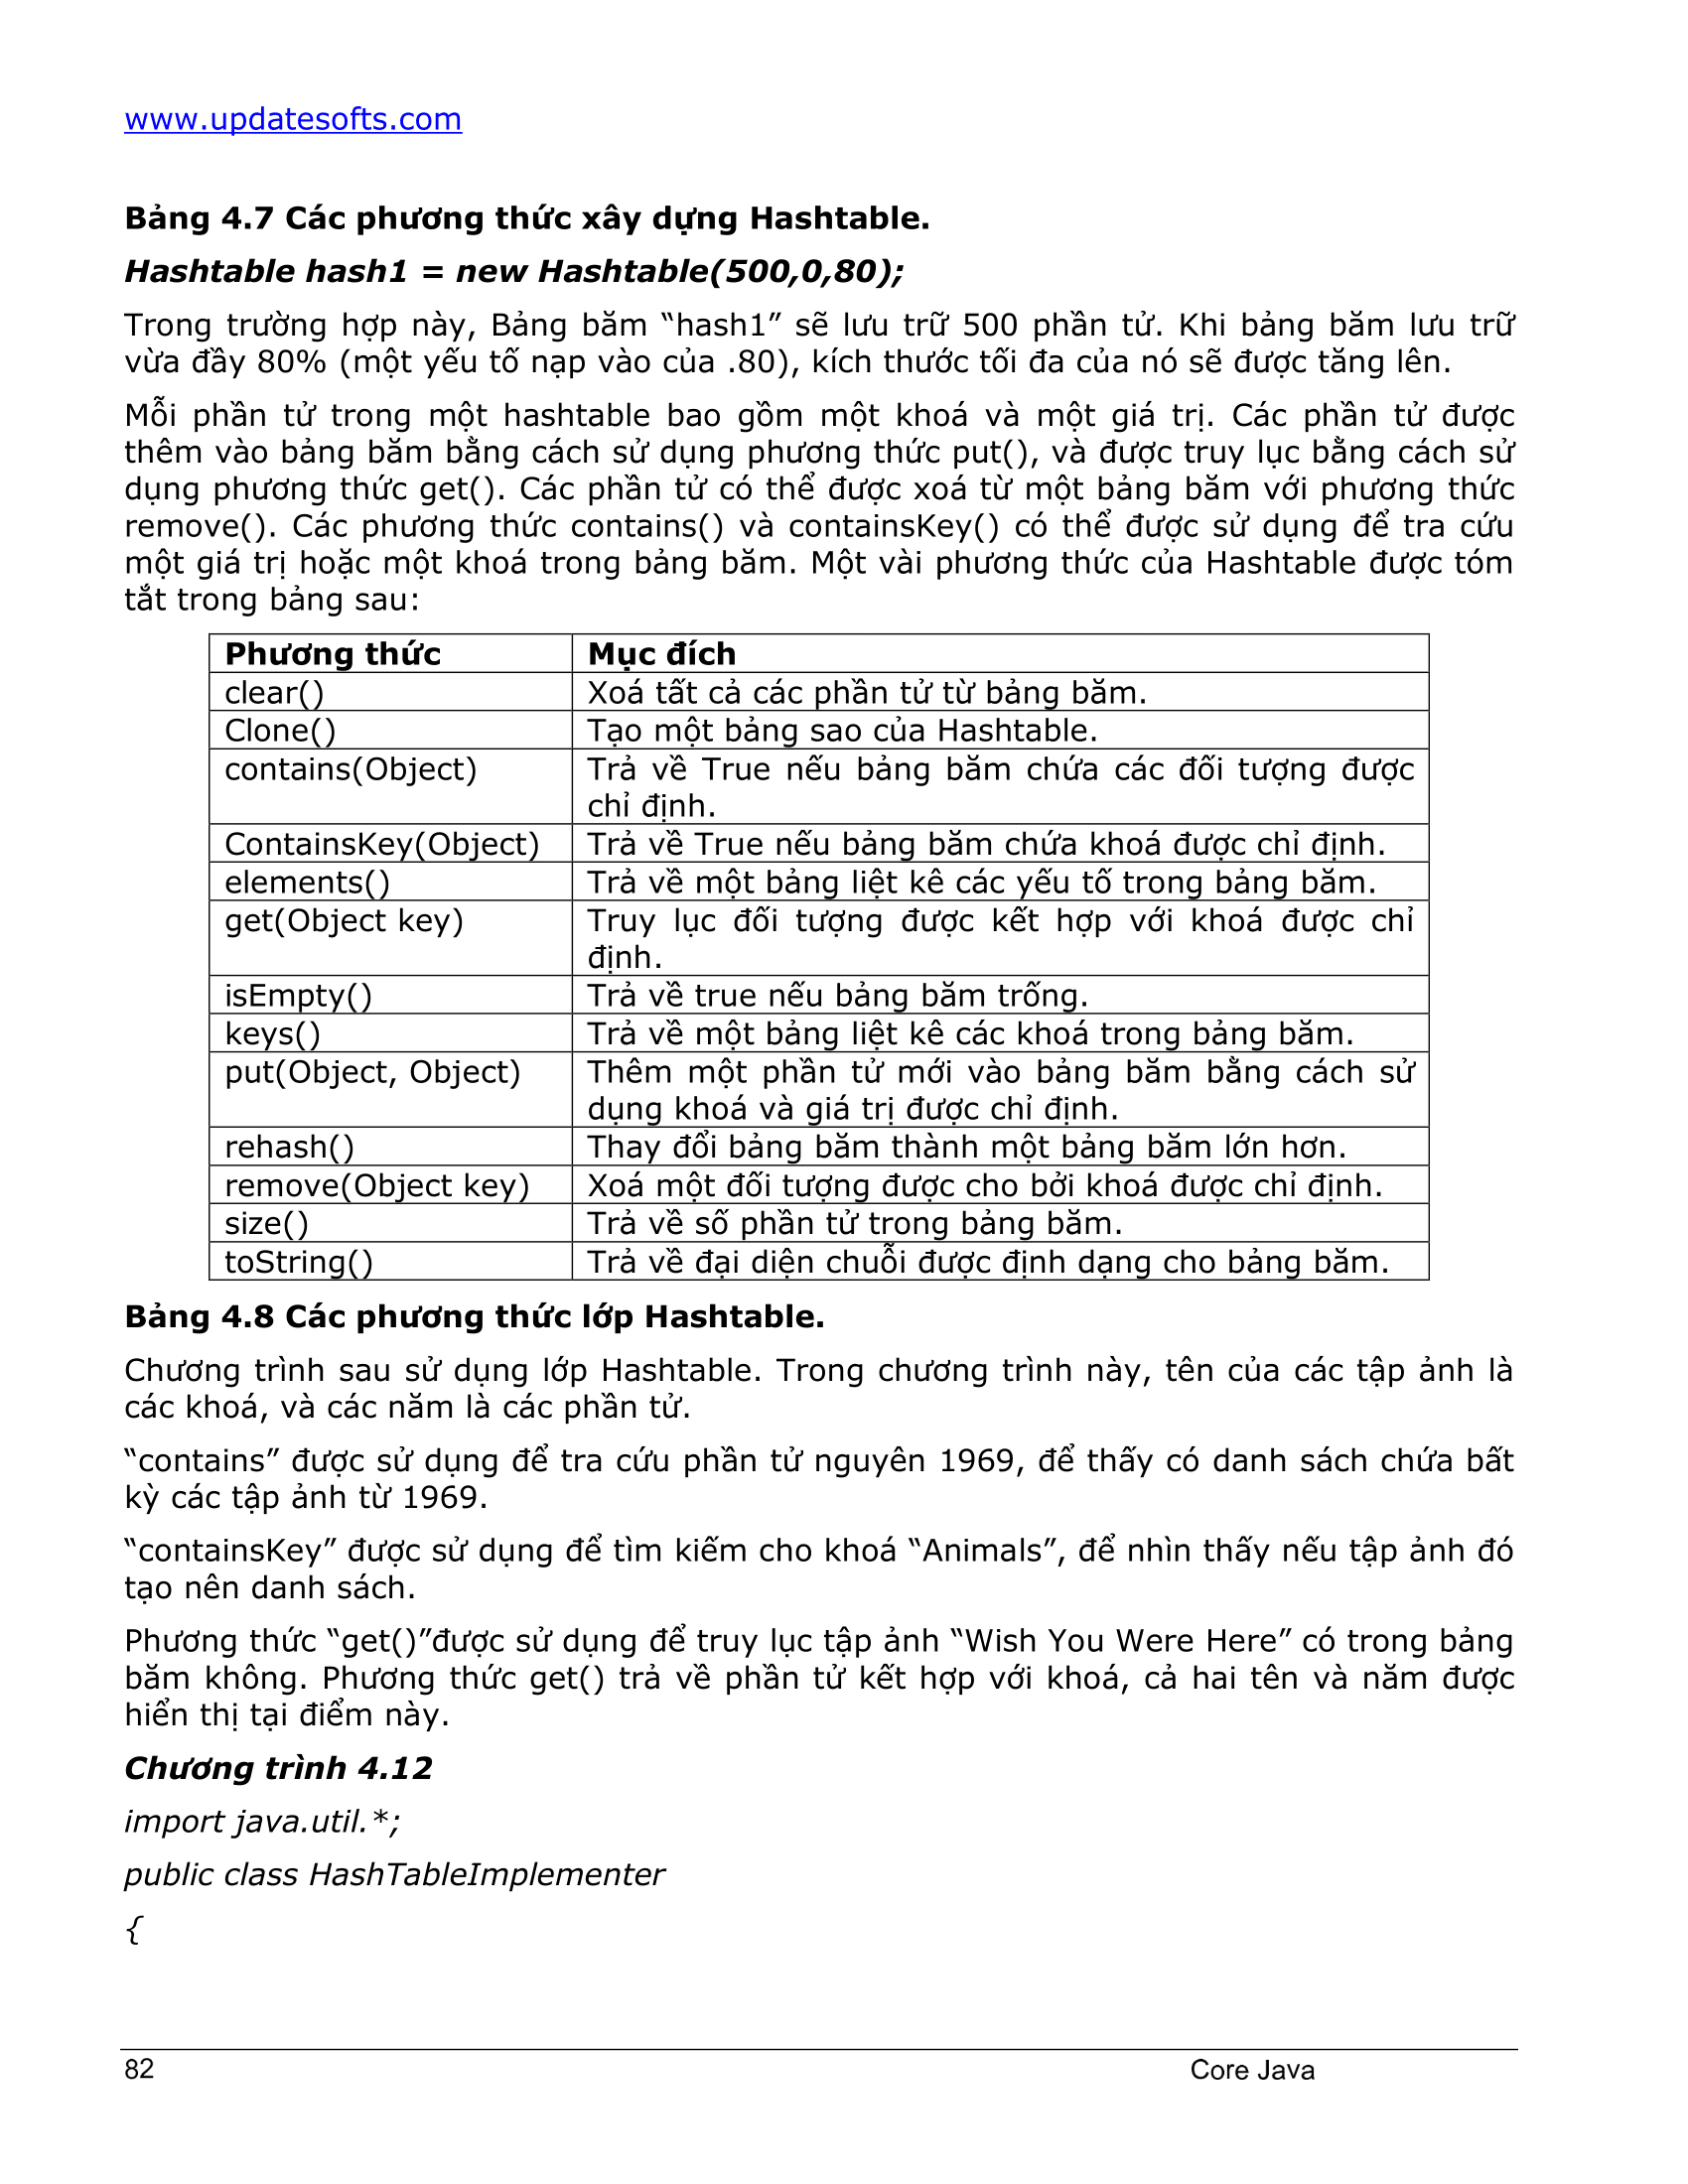 www.updatesofts.com
Bảng 4.7 Các phương thức xây dựng Hashtable.
Hashtable hash1 = new Hashtable(500,0,80);
Trong trường hợp này, Bảng băm “hash1” sẽ lưu trữ 500 phần tử. Khi bảng băm lưu trữ
vừa đầy 80% (một yếu tố nạp vào của .80), kích thước tối đa của nó sẽ được tăng lên.
Mỗi phần tử trong một hashtable bao gồm một khoá và một giá trị. Các phần tử được
thêm vào bảng băm bằng cách sử dụng phương thức put(), và được truy lục bằng cách sử
dụng phương thức get(). Các phần tử có thể được xoá từ một bảng băm với phương thức
remove(). Các phương thức contains() và containsKey() có thể được sử dụng để tra cứu
một giá trị hoặc một khoá trong bảng băm. Một vài phương thức của Hashtable được tóm
tắt trong bảng sau:
Phương thức Mục đích
clear() Xoá tất cả các phần tử từ bảng băm.
Clone() Tạo một bảng sao của Hashtable.
contains(Object) Trả về True nếu bảng băm chứa các đối tượng được
chỉ định.
ContainsKey(Object) Trả về True nếu bảng băm chứa khoá được chỉ định.
elements() Trả về một bảng liệt kê các yếu tố trong bảng băm.
get(Object key) Truy lục đối tượng được kết hợp với khoá được chỉ
định.
isEmpty() Trả về true nếu bảng băm trống.
keys() Trả về một bảng liệt kê các khoá trong bảng băm.
put(Object, Object) Thêm một phần tử mới vào bảng băm bằng cách sử
dụng khoá và giá trị được chỉ định.
rehash() Thay đổi bảng băm thành một bảng băm lớn hơn.
remove(Object key) Xoá một đối tượng được cho bởi khoá được chỉ định.
size() Trả về số phần tử trong bảng băm.
toString() Trả về đại diện chuỗi được định dạng cho bảng băm.
Bảng 4.8 Các phương thức lớp Hashtable.
Chương trình sau sử dụng lớp Hashtable. Trong chương trình này, tên của các tập ảnh là
các khoá, và các năm là các phần tử.
“contains” được sử dụng để tra cứu phần tử nguyên 1969, để thấy có danh sách chứa bất
kỳ các tập ảnh từ 1969.
“containsKey” được sử dụng để tìm kiếm cho khoá “Animals”, để nhìn thấy nếu tập ảnh đó
tạo nên danh sách.
Phương thức “get()”được sử dụng để truy lục tập ảnh “Wish You Were Here” có trong bảng
băm không. Phương thức get() trả về phần tử kết hợp với khoá, cả hai tên và năm được
hiển thị tại điểm này.
Chương trình 4.12
import java.util.*;
public class HashTableImplementer
{
82 Core Java